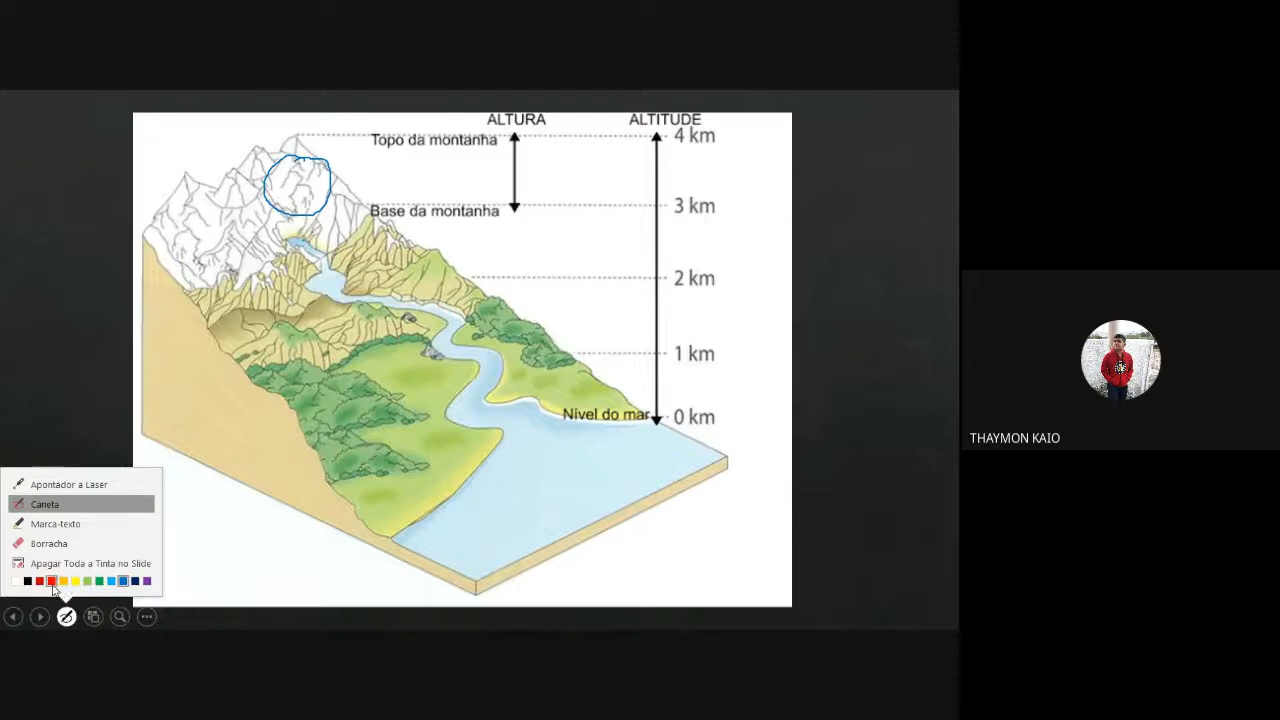 ALTURA
ALTITUDE
Topo da montanha
4 km
Base da montanha
3 km
2 km
1 km
Nível do mar
0 km
THAYMON KAIO
Apontador a Laser
Caneta
Marca-texto
Borracha
Apagar Toda a Tinta no Slide